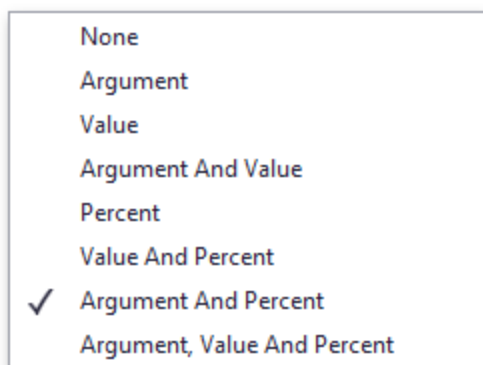 None
Argument
Value
Argument And Value
Percent
Value And Percent
Argument And Percent
Argument, Value And Percent